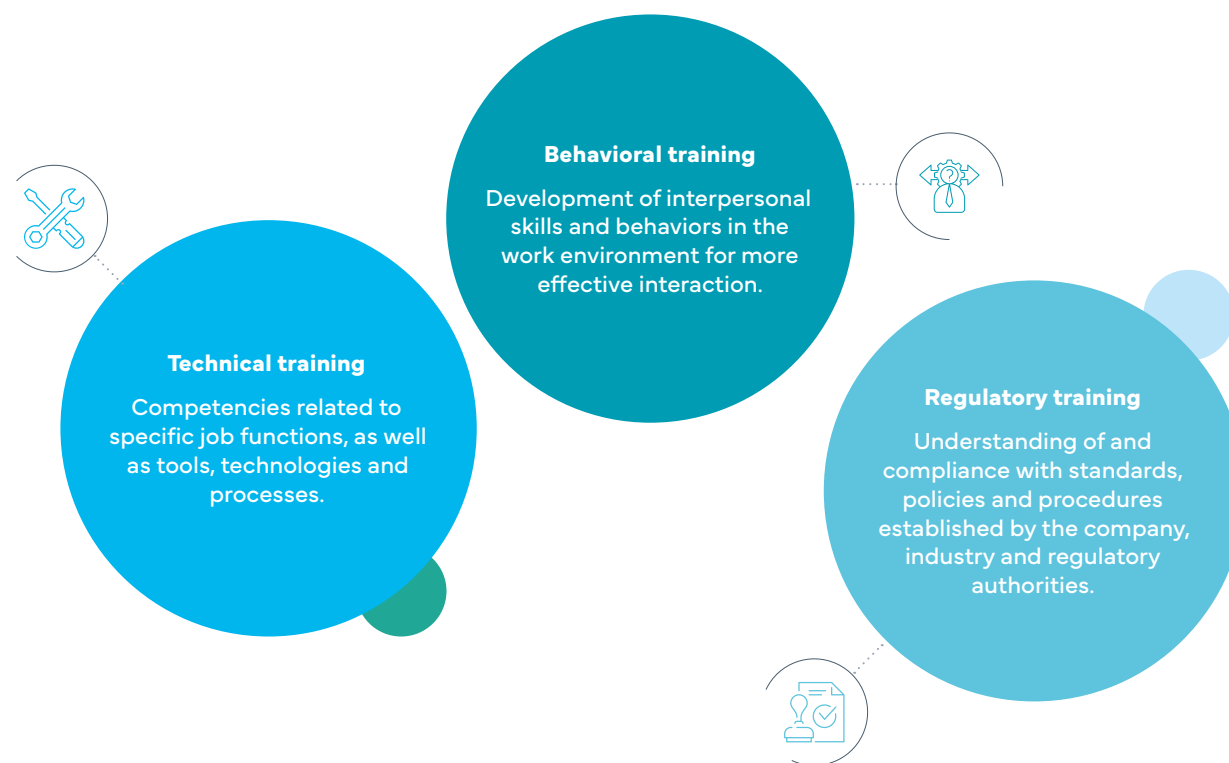 Behavioral training
Development of interpersonal
skills and behaviors in the
work environment for more
effective interaction.
Technical training
Competencies related to
specific job functions, as well
as tools, technologies and
processes.
Regulatory training
Understanding of and
compliance with standards,
policies and procedures
established by the company,
industry and regulatory
authorities.